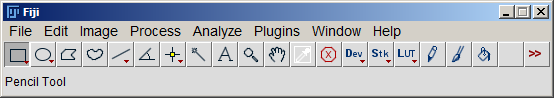 Fiji
File Edit Image Process Analyze Plugins Window Help
A Dev Stk LUT >>
Pencil Tool